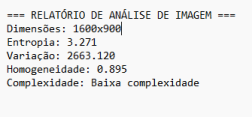 === RELATÓRIO DE ANÁLISE DE IMAGEM ===
Dimensões: 1600x900
Entropia: 3.271
Variação: 2663.120
Homogeneidade: 0.895
Complexidade: Baixa complexidade